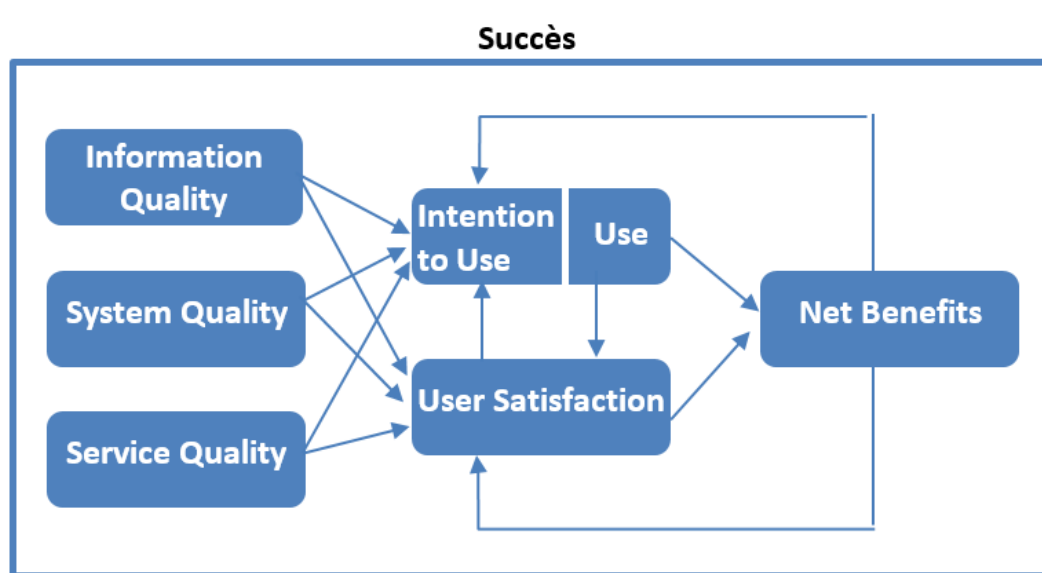 Succès
Information
Quality
Intention
to Use
Use
System Quality
Net Benefits
User Satisfaction
Service Quality